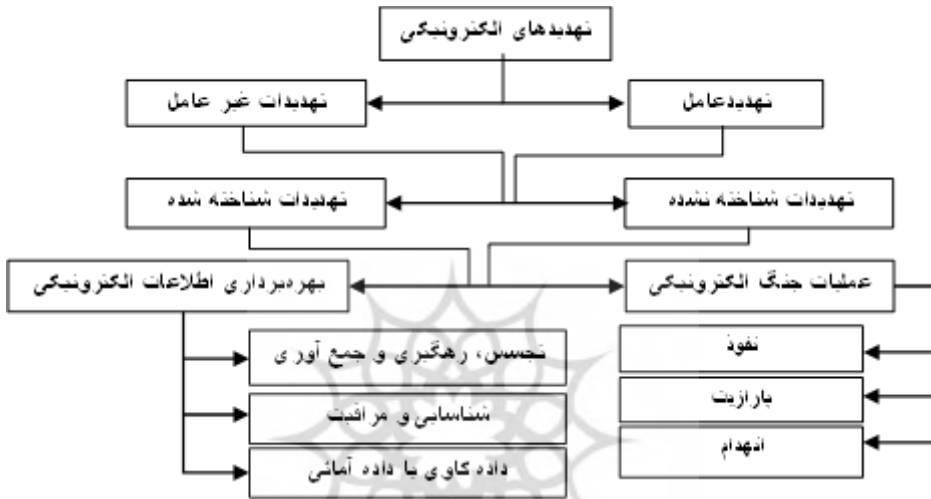 تهدیدهای الکترونیکی
تهدیدعامل
تهدیدات غیر عامل
تهدیدات شناخته نشده
تهدیدات شناخته شده
عملیات جنگ الکترونیکی
بهره‌برداری اطلاعات الکترونیکی
نفوذ
پارازیت
انهدام
تجسس، رهگیری و جمع آوری
شناسایی و مراقبت
داده کاوی یا داده آمائی